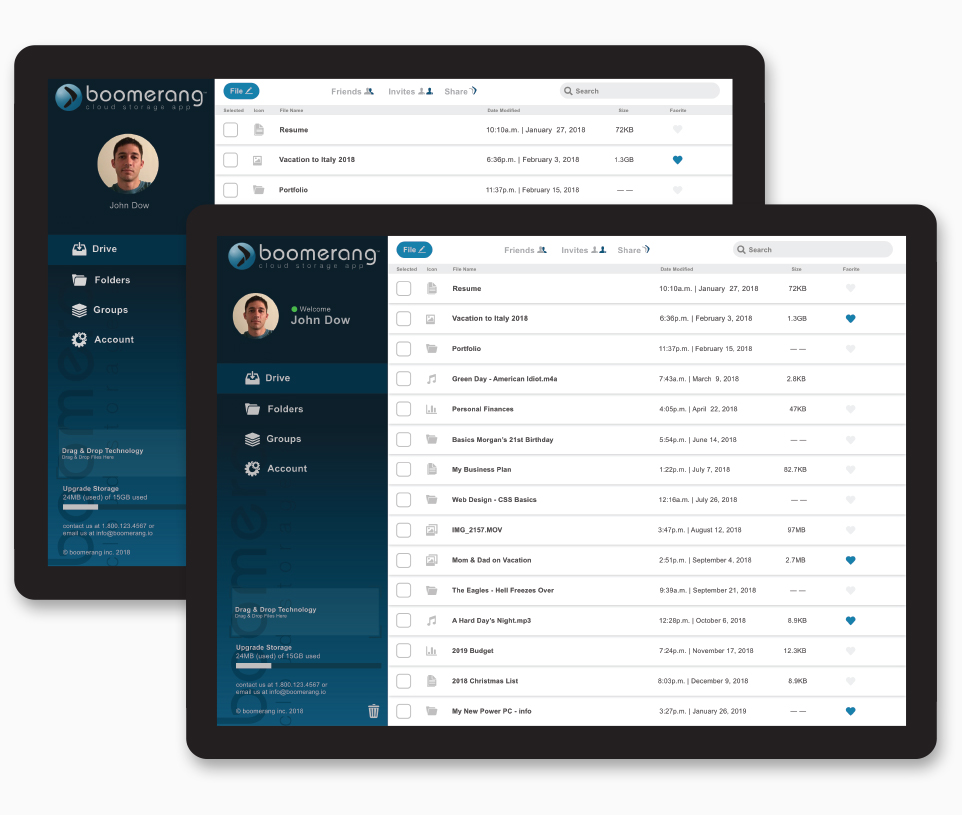 boomerang™
cloud storage app
John Dow
Drive
Folders
Groups
Account
Drag & Drop Technology
Drag & Drop Files Here
Upgrade Storage
24MB (used) of 15GB used
contact us at 1.800.123.4567 or
email us at info@boomerang.io
© boomerang inc. 2018
File Friends Invites Share Search
Selected Icon File Name Date Modified Size Favrite
Resume 10:10a.m. | January 27, 2018 72KB
Vacation to Italy 2018 6:36p.m. | February 3, 2018 1.3GB
Portfolio 11:37p.m. | February 15, 2018 — —
boomerang™
cloud storage app
Welcome
John Dow
Drive
Folders
Groups
Account
Drag & Drop Technology
Drag & Drop Files Here
Upgrade Storage
24MB (used) of 15GB used
contact us at 1.800.123.4567 or
email us at info@boomerang.io
© boomerang inc. 2018
File Friends Invites Share Search
Selected Icon File Name Date Modified Size Favrite
Resume 10:10a.m. | January 27, 2018 72KB
Vacation to Italy 2018 6:36p.m. | February 3, 2018 1.3GB
Portfolio 11:37p.m. | February 15, 2018 — —
Green Day - American Idiot.m4a 7:43a.m. | March 9, 2018 2.8KB
Personal Finances 4:05p.m. | April 22, 2018 47KB
Basics Morgan's 21st Birthday 5:54p.m. | June 14, 2018 — —
My Business Plan 1:22p.m. | July 7, 2018 82.7KB
Web Design - CSS Basics 12:16a.m. | July 26, 2018 — —
IMG_2157.MOV 3:47p.m. | August 12, 2018 97MB
Mom & Dad on Vacation 2:51p.m. | September 4, 2018 2.7MB
The Eagles - Hell Freezes Over 9:39a.m. | September 21, 2018 — —
A Hard Day's Night.mp3 12:28p.m. | October 6, 2018 8.9KB
2019 Budget 7:24p.m. | November 17, 2018 12.3KB
2018 Christmas List 8:03p.m. | December 9, 2018 8.9KB
My New Power PC - info 3:27p.m. | January 26, 2019 — —